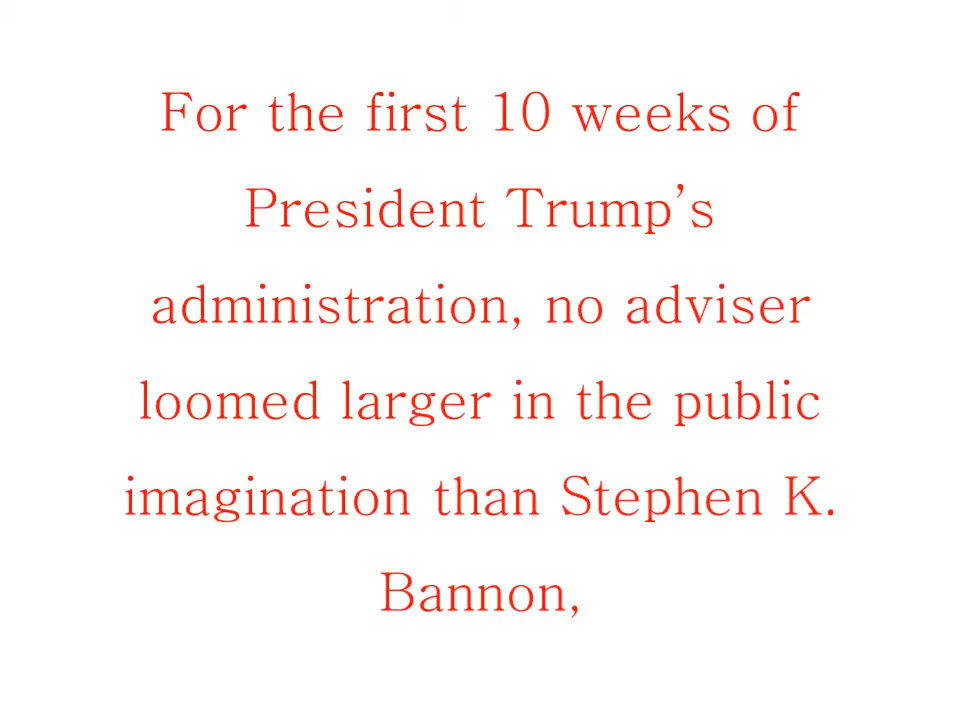 For the first 10 weeks of
President Trump’s
administration, no adviser
loomed larger in the public
imagination than Stephen K.
Bannon,